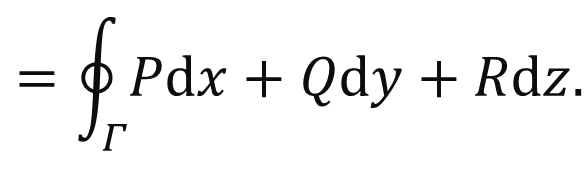 = ∮_Γ Pdx + Qdy + Rdz.